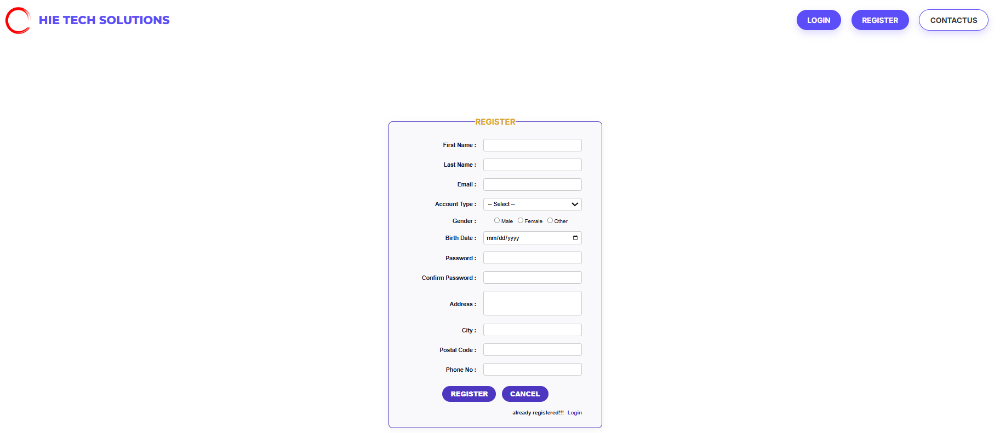 HIE TECH SOLUTIONS
LOGIN
REGISTER
CONTACTUS
REGISTER
First Name :
Last Name :
Email :
Account Type :
-- Select --
Gender :
Male
Female
Other
Birth Date :
mm/dd/yyyy
Password :
Confirm Password :
Address :
City :
Postal Code :
Phone No :
REGISTER
CANCEL
already registered!!! Login